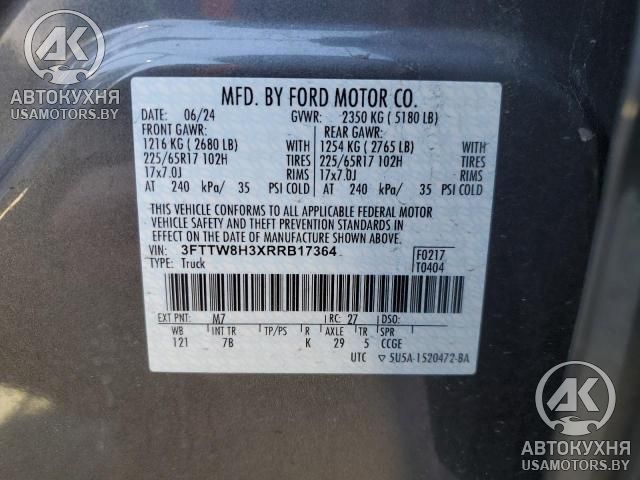 АВТОКУХНЯ
USAMOTORS.BY
АВТОКУХНЯ
USAMOTORS.BY
MFD. BY FORD MOTOR CO.
DATE: 06/24 GVWR: 2350 KG ( 5180 LB)
FRONT GAWR: REAR GAWR:
1216 KG ( 2680 LB) WITH 1254 KG ( 2765 LB) WITH
225/65R17 102H TIRES 225/65R17 102H TIRES
17x7.0J RIMS 17x7.0J RIMS
AT 240 kPa/ 35 PSI COLD AT 240 kPa/ 35 PSI COLD
THIS VEHICLE CONFORMS TO ALL APPLICABLE FEDERAL MOTOR
VEHICLE SAFETY AND THEFT PREVENTION STANDARDS IN
EFFECT ON THE DATE OF MANUFACTURE SHOWN ABOVE.
VIN: 3FTTW8H3XRRB17364 F0217
TYPE: Truck T0404
EXT PNT: M7 RC: 27 DSO:
WB INT TR TP/PS R AXLE TR SPR
121 7B K 29 5 CCGE
UTC ▽ 5U5A-1520472-BA
АВТОКУХНЯ
USAMOTORS.BY